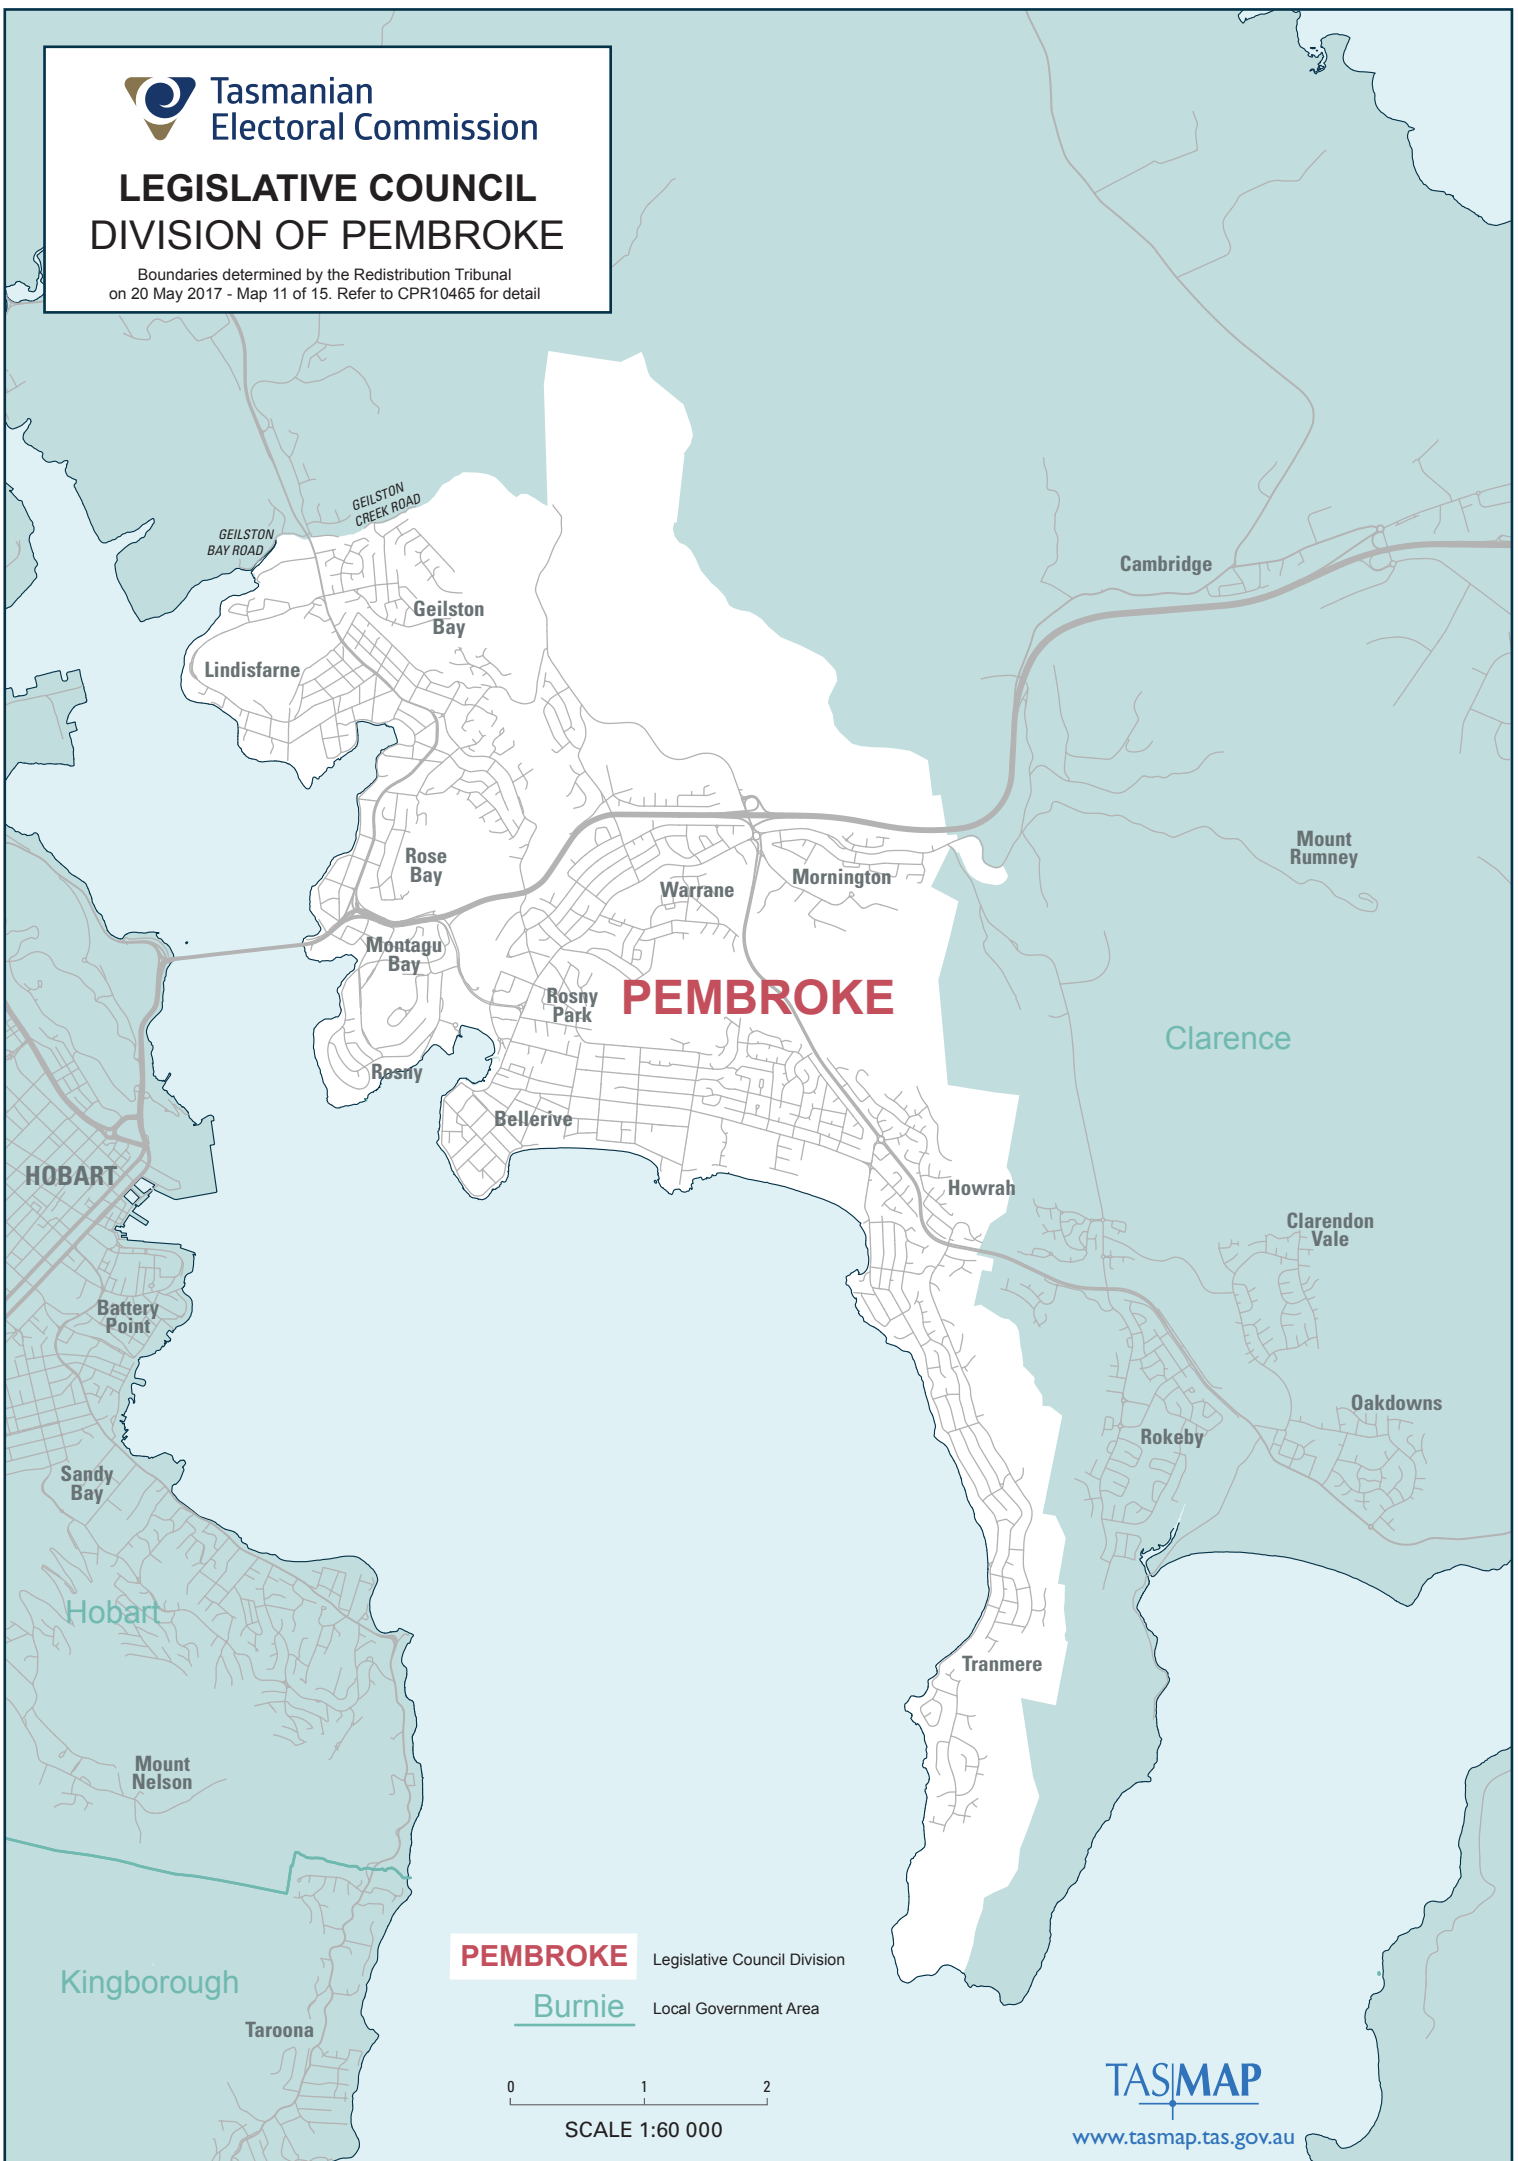 Tasmanian
Electoral Commission
LEGISLATIVE COUNCIL
DIVISION OF PEMBROKE
Boundaries determined by the Redistribution Tribunal
on 20 May 2017 - Map 11 of 15. Refer to CPR10465 for detail
GEILSTON
CREEK ROAD
GEILSTON
BAY ROAD
Cambridge
Geilston
Bay
Lindisfarne
Mount
Rumney
Rose
Bay
Warrane
Mornington
Montagu
Bay
Rosny
Park
PEMBROKE
Clarence
Rosny
Bellerive
HOBART
Howrah
Clarendon
Vale
Battery
Point
Oakdowns
Rokeby
Sandy
Bay
Hobart
Tranmere
Mount
Nelson
Kingborough
Taroona
PEMBROKE Legislative Council Division
Burnie Local Government Area
0 1 2
SCALE 1:60 000
TASMAP
www.tasmap.tas.gov.au